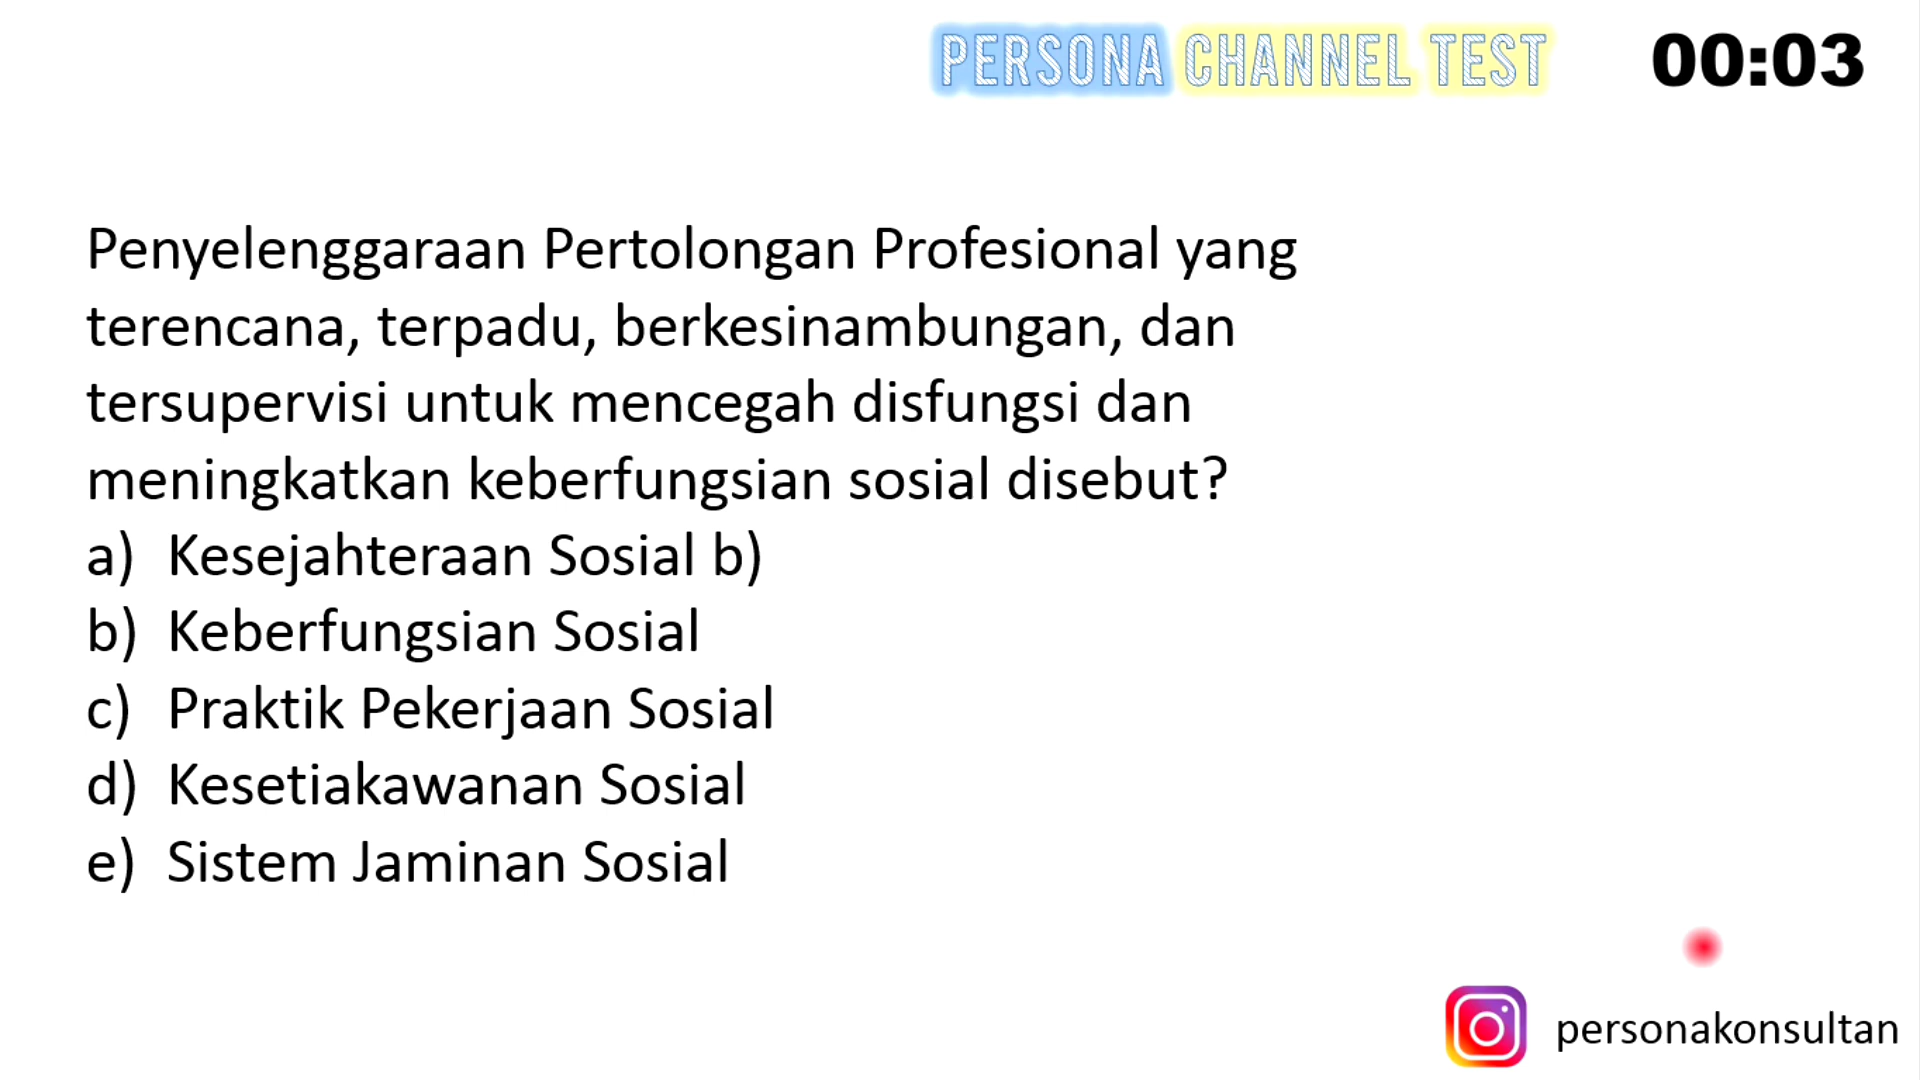 PERSONA CHANNEL TEST
00:03
Penyelenggaraan Pertolongan Profesional yang
terencana, terpadu, berkesinambungan, dan
tersupervisi untuk mencegah disfungsi dan
meningkatkan keberfungsian sosial disebut?
a) Kesejahteraan Sosial b)
b) Keberfungsian Sosial
c) Praktik Pekerjaan Sosial
d) Kesetiakawanan Sosial
e) Sistem Jaminan Sosial
personakonsultan